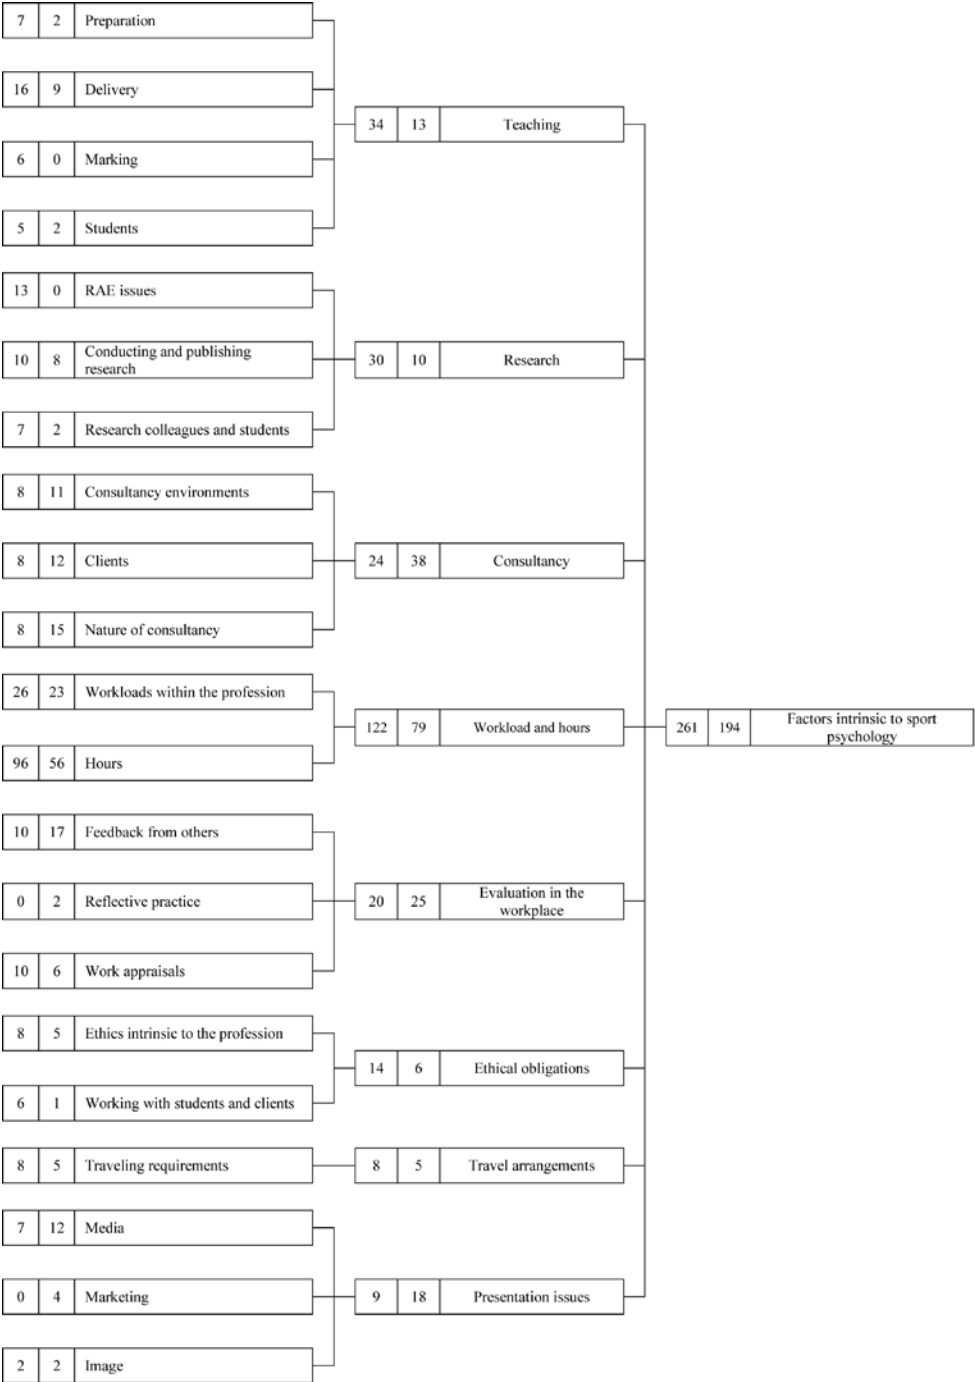 7 2 Preparation
16 9 Delivery
34 13 Teaching
6 0 Marking
5 2 Students
13 0 RAE issues
10 8 Conducting and publishing
research
30 10 Research
7 2 Research colleagues and students
8 11 Consultancy environments
8 12 Clients
24 38 Consultancy
8 15 Nature of consultancy
26 23 Workloads within the profession
122 79 Workload and hours
261 194 Factors intrinsic to sport
psychology
96 56 Hours
10 17 Feedback from others
0 2 Reflective practice
20 25 Evaluation in the
workplace
10 6 Work appraisals
8 5 Ethics intrinsic to the profession
14 6 Ethical obligations
6 1 Working with students and clients
8 5 Traveling requirements
8 5 Travel arrangements
7 12 Media
0 4 Marketing
9 18 Presentation issues
2 2 Image